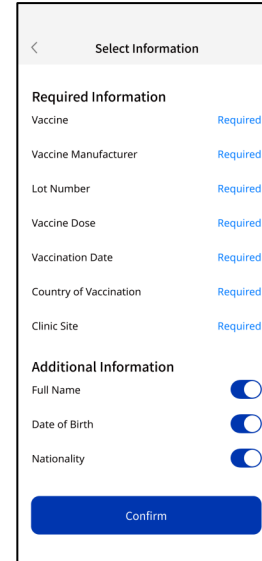 Select Information
Required Information
Vaccine Required
Vaccine Manufacturer Required
Lot Number Required
Vaccine Dose Required
Vaccination Date Required
Country of Vaccination Required
Clinic Site Required
Additional Information
Full Name
Date of Birth
Nationality
Confirm